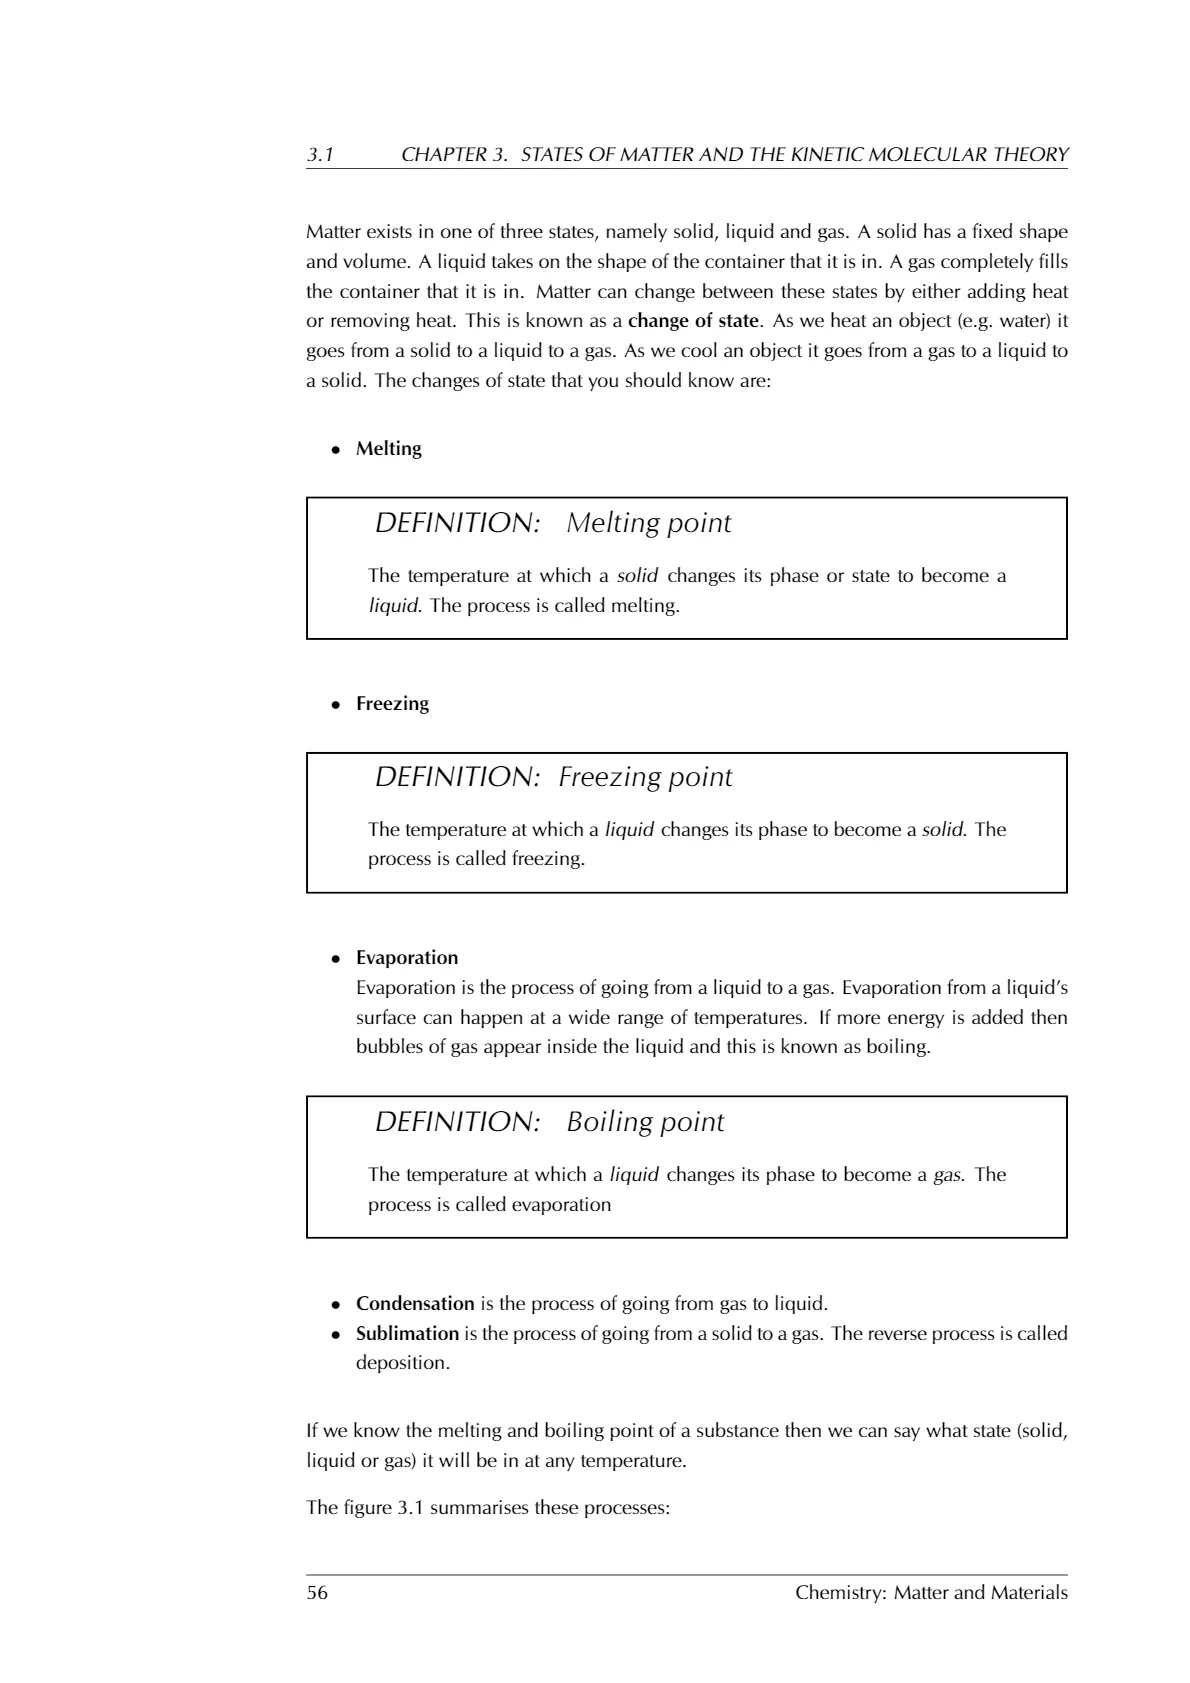 3.1 CHAPTER 3. STATES OF MATTER AND THE KINETIC MOLECULAR THEORY
Matter exists in one of three states, namely solid, liquid and gas. A solid has a fixed shape
and volume. A liquid takes on the shape of the container that it is in. A gas completely fills
the container that it is in. Matter can change between these states by either adding heat
or removing heat. This is known as a change of state. As we heat an object (e.g. water) it
goes from a solid to a liquid to a gas. As we cool an object it goes from a gas to a liquid to
a solid. The changes of state that you should know are:
• Melting
DEFINITION: Melting point
The temperature at which a solid changes its phase or state to become a
liquid. The process is called melting.
• Freezing
DEFINITION: Freezing point
The temperature at which a liquid changes its phase to become a solid. The
process is called freezing.
• Evaporation
Evaporation is the process of going from a liquid to a gas. Evaporation from a liquid’s
surface can happen at a wide range of temperatures. If more energy is added then
bubbles of gas appear inside the liquid and this is known as boiling.
DEFINITION: Boiling point
The temperature at which a liquid changes its phase to become a gas. The
process is called evaporation
• Condensation is the process of going from gas to liquid.
• Sublimation is the process of going from a solid to a gas. The reverse process is called
deposition.
If we know the melting and boiling point of a substance then we can say what state (solid,
liquid or gas) it will be in at any temperature.
The figure 3.1 summarises these processes:
56 Chemistry: Matter and Materials